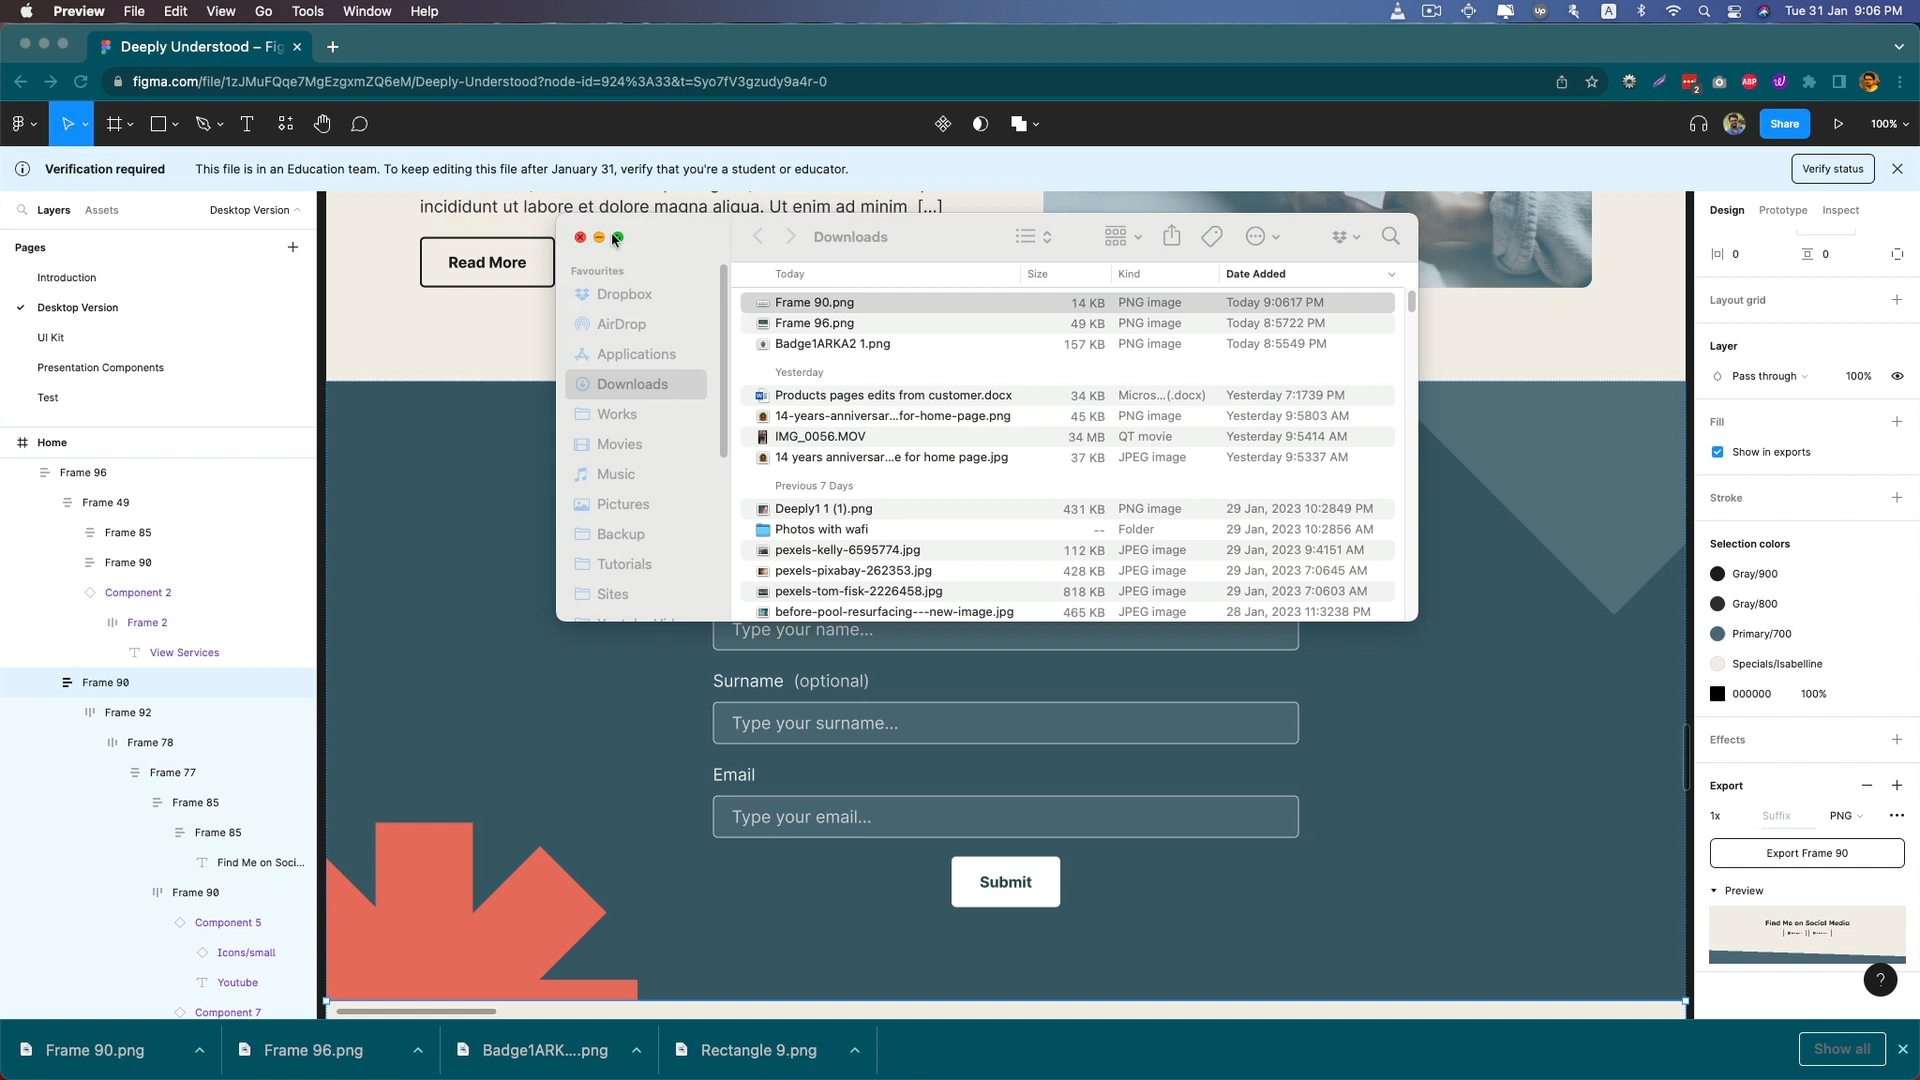 Preview File Edit View Go Tools Window Help
Tue 31 Jan 9:06 PM
Deeply Understood – Fig
figma.com/file/1zJMuFQqe7MgEzgxmZQ6eM/Deeply-Understood?node-id=924%3A33&t=Syo7fV3gzudy9a4r-0
Share
100%
Verification required This file is in an Education team. To keep editing this file after January 31, verify that you're a student or educator.
Verify status
Layers Assets Desktop Version
Pages
Introduction
Desktop Version
UI Kit
Presentation Components
Test
Home
Frame 96
Frame 49
Frame 85
Frame 90
Component 2
Frame 2
View Services
Frame 90
Frame 92
Frame 78
Frame 77
Frame 85
Frame 85
Find Me on Soci...
Frame 90
Component 5
Icons/small
Youtube
Component 7
incididunt ut labore et dolore magna aliqua. Ut enim ad minim [...]
Read More
Downloads
Favourites
Dropbox
AirDrop
Applications
Downloads
Works
Movies
Music
Pictures
Backup
Tutorials
Sites
Today Size Kind Date Added
Frame 90.png 14 KB PNG image Today 9:0617 PM
Frame 96.png 49 KB PNG image Today 8:5722 PM
Badge1ARKA2 1.png 157 KB PNG image Today 8:5549 PM
Yesterday
Products pages edits from customer.docx 34 KB Micros...(.docx) Yesterday 7:1739 PM
14-years-anniversar...for-home-page.png 45 KB PNG image Yesterday 9:5803 AM
IMG_0056.MOV 34 MB QT movie Yesterday 9:5414 AM
14 years anniversar...e for home page.jpg 37 KB JPEG image Yesterday 9:5337 AM
Previous 7 Days
Deeply1 1 (1).png 431 KB PNG image 29 Jan, 2023 10:2849 PM
Photos with wafi -- Folder 29 Jan, 2023 10:2856 AM
pexels-kelly-6595774.jpg 112 KB JPEG image 29 Jan, 2023 9:4151 AM
pexels-pixabay-262353.jpg 428 KB JPEG image 29 Jan, 2023 7:0645 AM
pexels-tom-fisk-2226458.jpg 818 KB JPEG image 29 Jan, 2023 7:0603 AM
before-pool-resurfacing---new-image.jpg 465 KB JPEG image 28 Jan, 2023 11:3238 PM
Type your name...
Surname (optional)
Type your surname...
Email
Type your email...
Submit
Design Prototype Inspect
0 0
Layout grid
Layer
Pass through 100%
Fill
Show in exports
Stroke
Selection colors
Gray/900
Gray/800
Primary/700
Specials/Isabelline
000000 100%
Effects
Export
1x Suffix PNG
Export Frame 90
Preview
Find Me on Social Media
?
Frame 90.png Frame 96.png Badge1ARK....png Rectangle 9.png
Show all